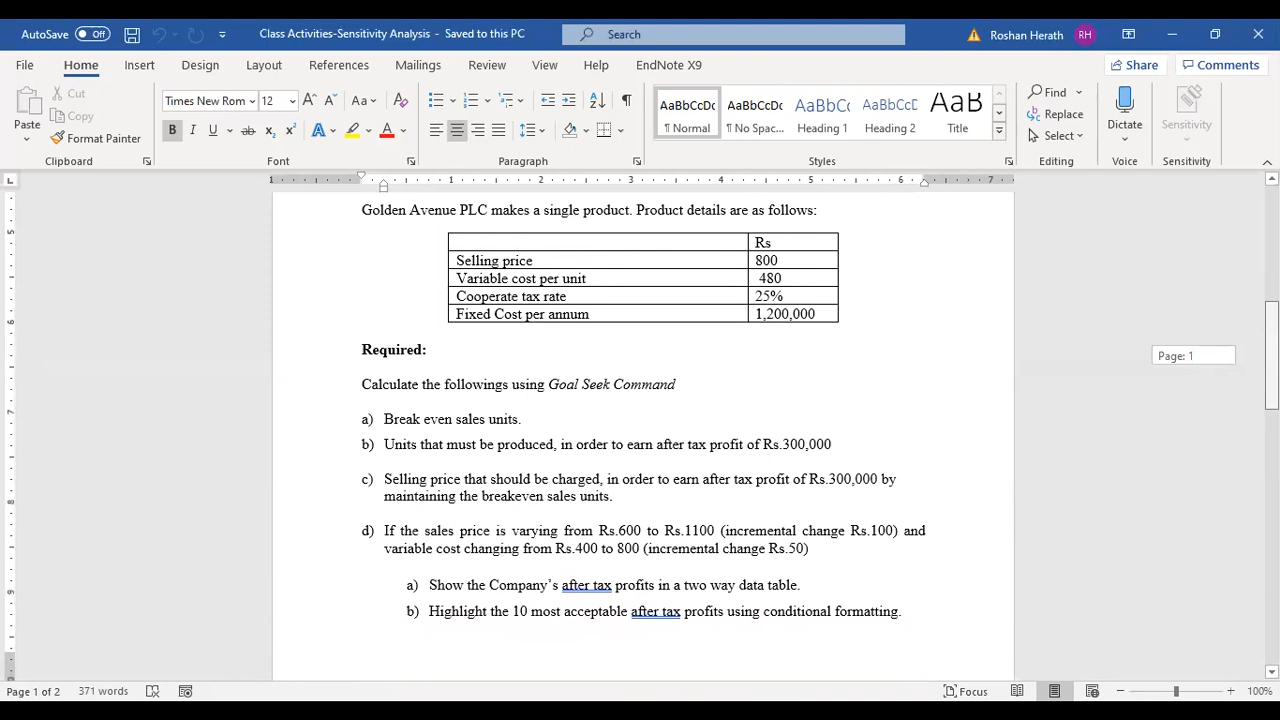 AutoSave Off Class Activities-Sensitivity Analysis - Saved to this PC Search Roshan Herath RH
File Home Insert Design Layout References Mailings Review View Help EndNote X9 Share Comments
Paste Cut Copy Format Painter
Times New Rom 12 Aa
AaBbCcDc AaBbCcDc AaBbCc AaBbCcD AaB
¶ Normal ¶ No Spac... Heading 1 Heading 2 Title
Find Replace Select
Dictate Sensitivity
Clipboard Font Paragraph Styles Editing Voice Sensitivity
1 1 2 3 4 5 6 7
Golden Avenue PLC makes a single product. Product details are as follows:
Rs
Selling price 800
Variable cost per unit 480
Cooperate tax rate 25%
Fixed Cost per annum 1,200,000
Required:
Page: 1
Calculate the followings using Goal Seek Command
a) Break even sales units.
b) Units that must be produced, in order to earn after tax profit of Rs.300,000
c) Selling price that should be charged, in order to earn after tax profit of Rs.300,000 by
maintaining the breakeven sales units.
d) If the sales price is varying from Rs.600 to Rs.1100 (incremental change Rs.100) and
variable cost changing from Rs.400 to 800 (incremental change Rs.50)
a) Show the Company's after tax profits in a two way data table.
b) Highlight the 10 most acceptable after tax profits using conditional formatting.
Page 1 of 2 371 words Focus 100%